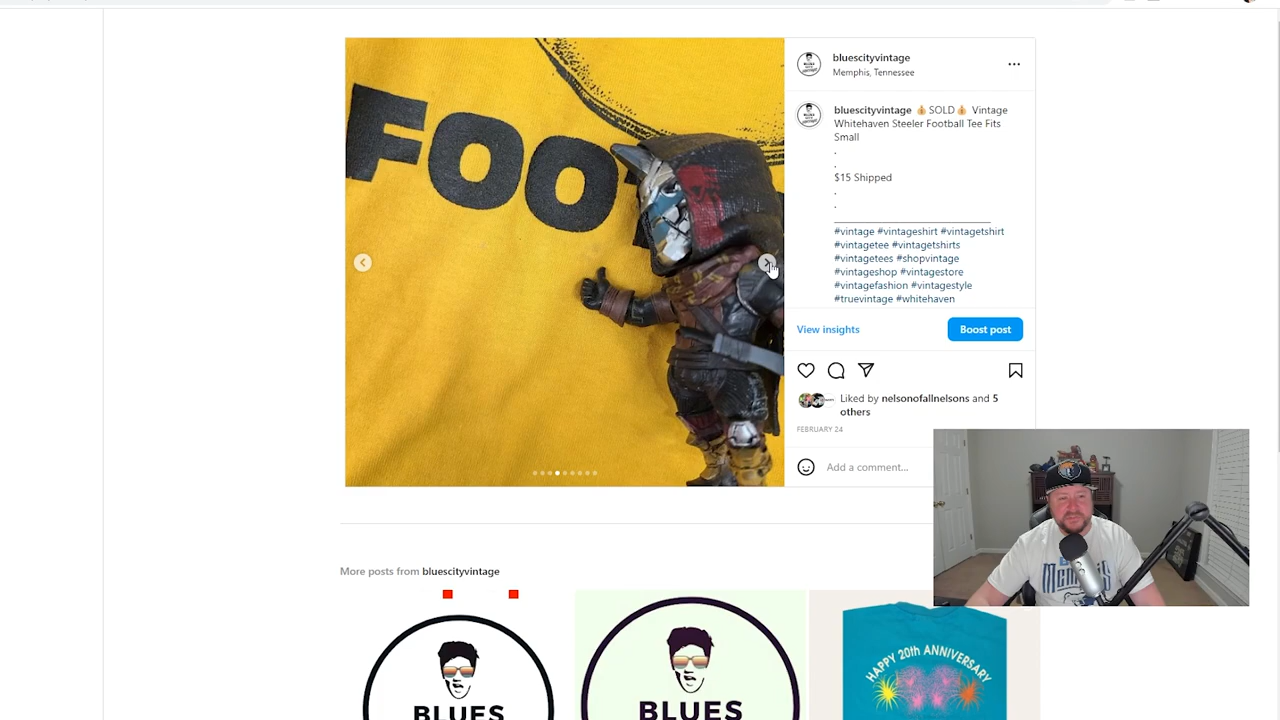 bluescityvintage
Memphis, Tennessee
FOO
bluescityvintage 💰SOLD💰 Vintage
Whitehaven Steeler Football Tee Fits
Small
.
.
$15 Shipped
.
.
#vintage #vintageshirt #vintagetshirt
#vintagetee #vintagetshirts
#vintagetees #shopvintage
#vintageshop #vintagestore
#vintagefashion #vintagestyle
#truevintage #whitehaven
View insights
Boost post
Liked by nelsonofallnelsons and 5
others
FEBRUARY 24
Add a comment...
More posts from bluescityvintage
BLUES
BLUES
HAPPY 20th ANNIVERSARY